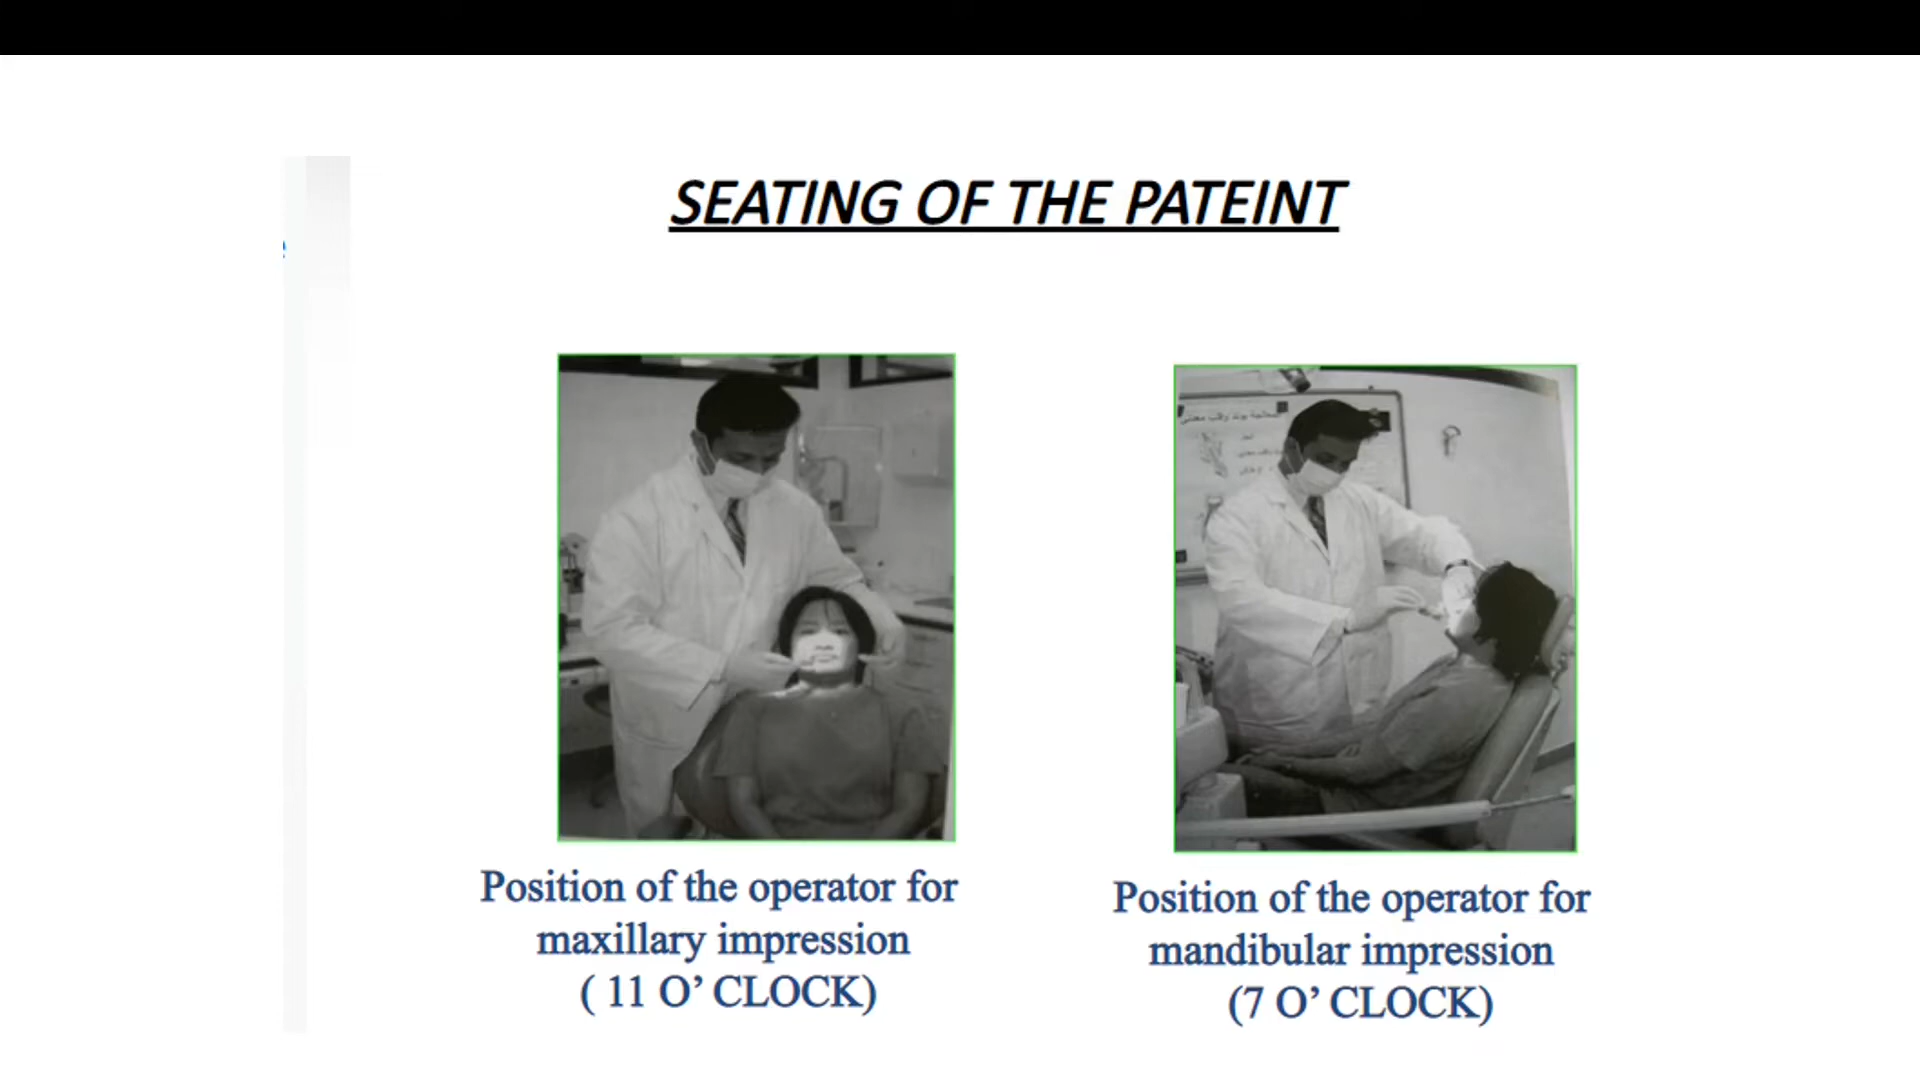 SEATING OF THE PATEINT
Position of the operator for
maxillary impression
( 11 O’ CLOCK)
Position of the operator for
mandibular impression
(7 O’ CLOCK)